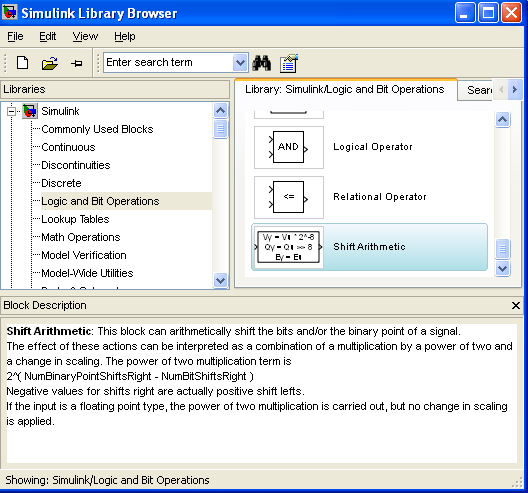 Simulink Library Browser
File Edit View Help
Enter search term
Libraries
Library: Simulink/Logic and Bit Operations
Simulink
Commonly Used Blocks
Continuous
Discontinuities
Discrete
Logic and Bit Operations
Lookup Tables
Math Operations
Model Verification
Model-Wide Utilities
AND
Logical Operator
<=
Relational Operator
Vy = Vu * 2^-8
Qy = Qu >> 8
Ey = Eu
Shift Arithmetic
Block Description
Shift Arithmetic: This block can arithmetically shift the bits and/or the binary point of a signal.
The effect of these actions can be interpreted as a combination of a multiplication by a power of two and
a change in scaling. The power of two multiplication term is
2^( NumBinaryPointShiftsRight - NumBitShiftsRight )
Negative values for shifts right are actually positive shift lefts.
If the input is a floating point type, the power of two multiplication is carried out, but no change in scaling
is applied.
Showing: Simulink/Logic and Bit Operations